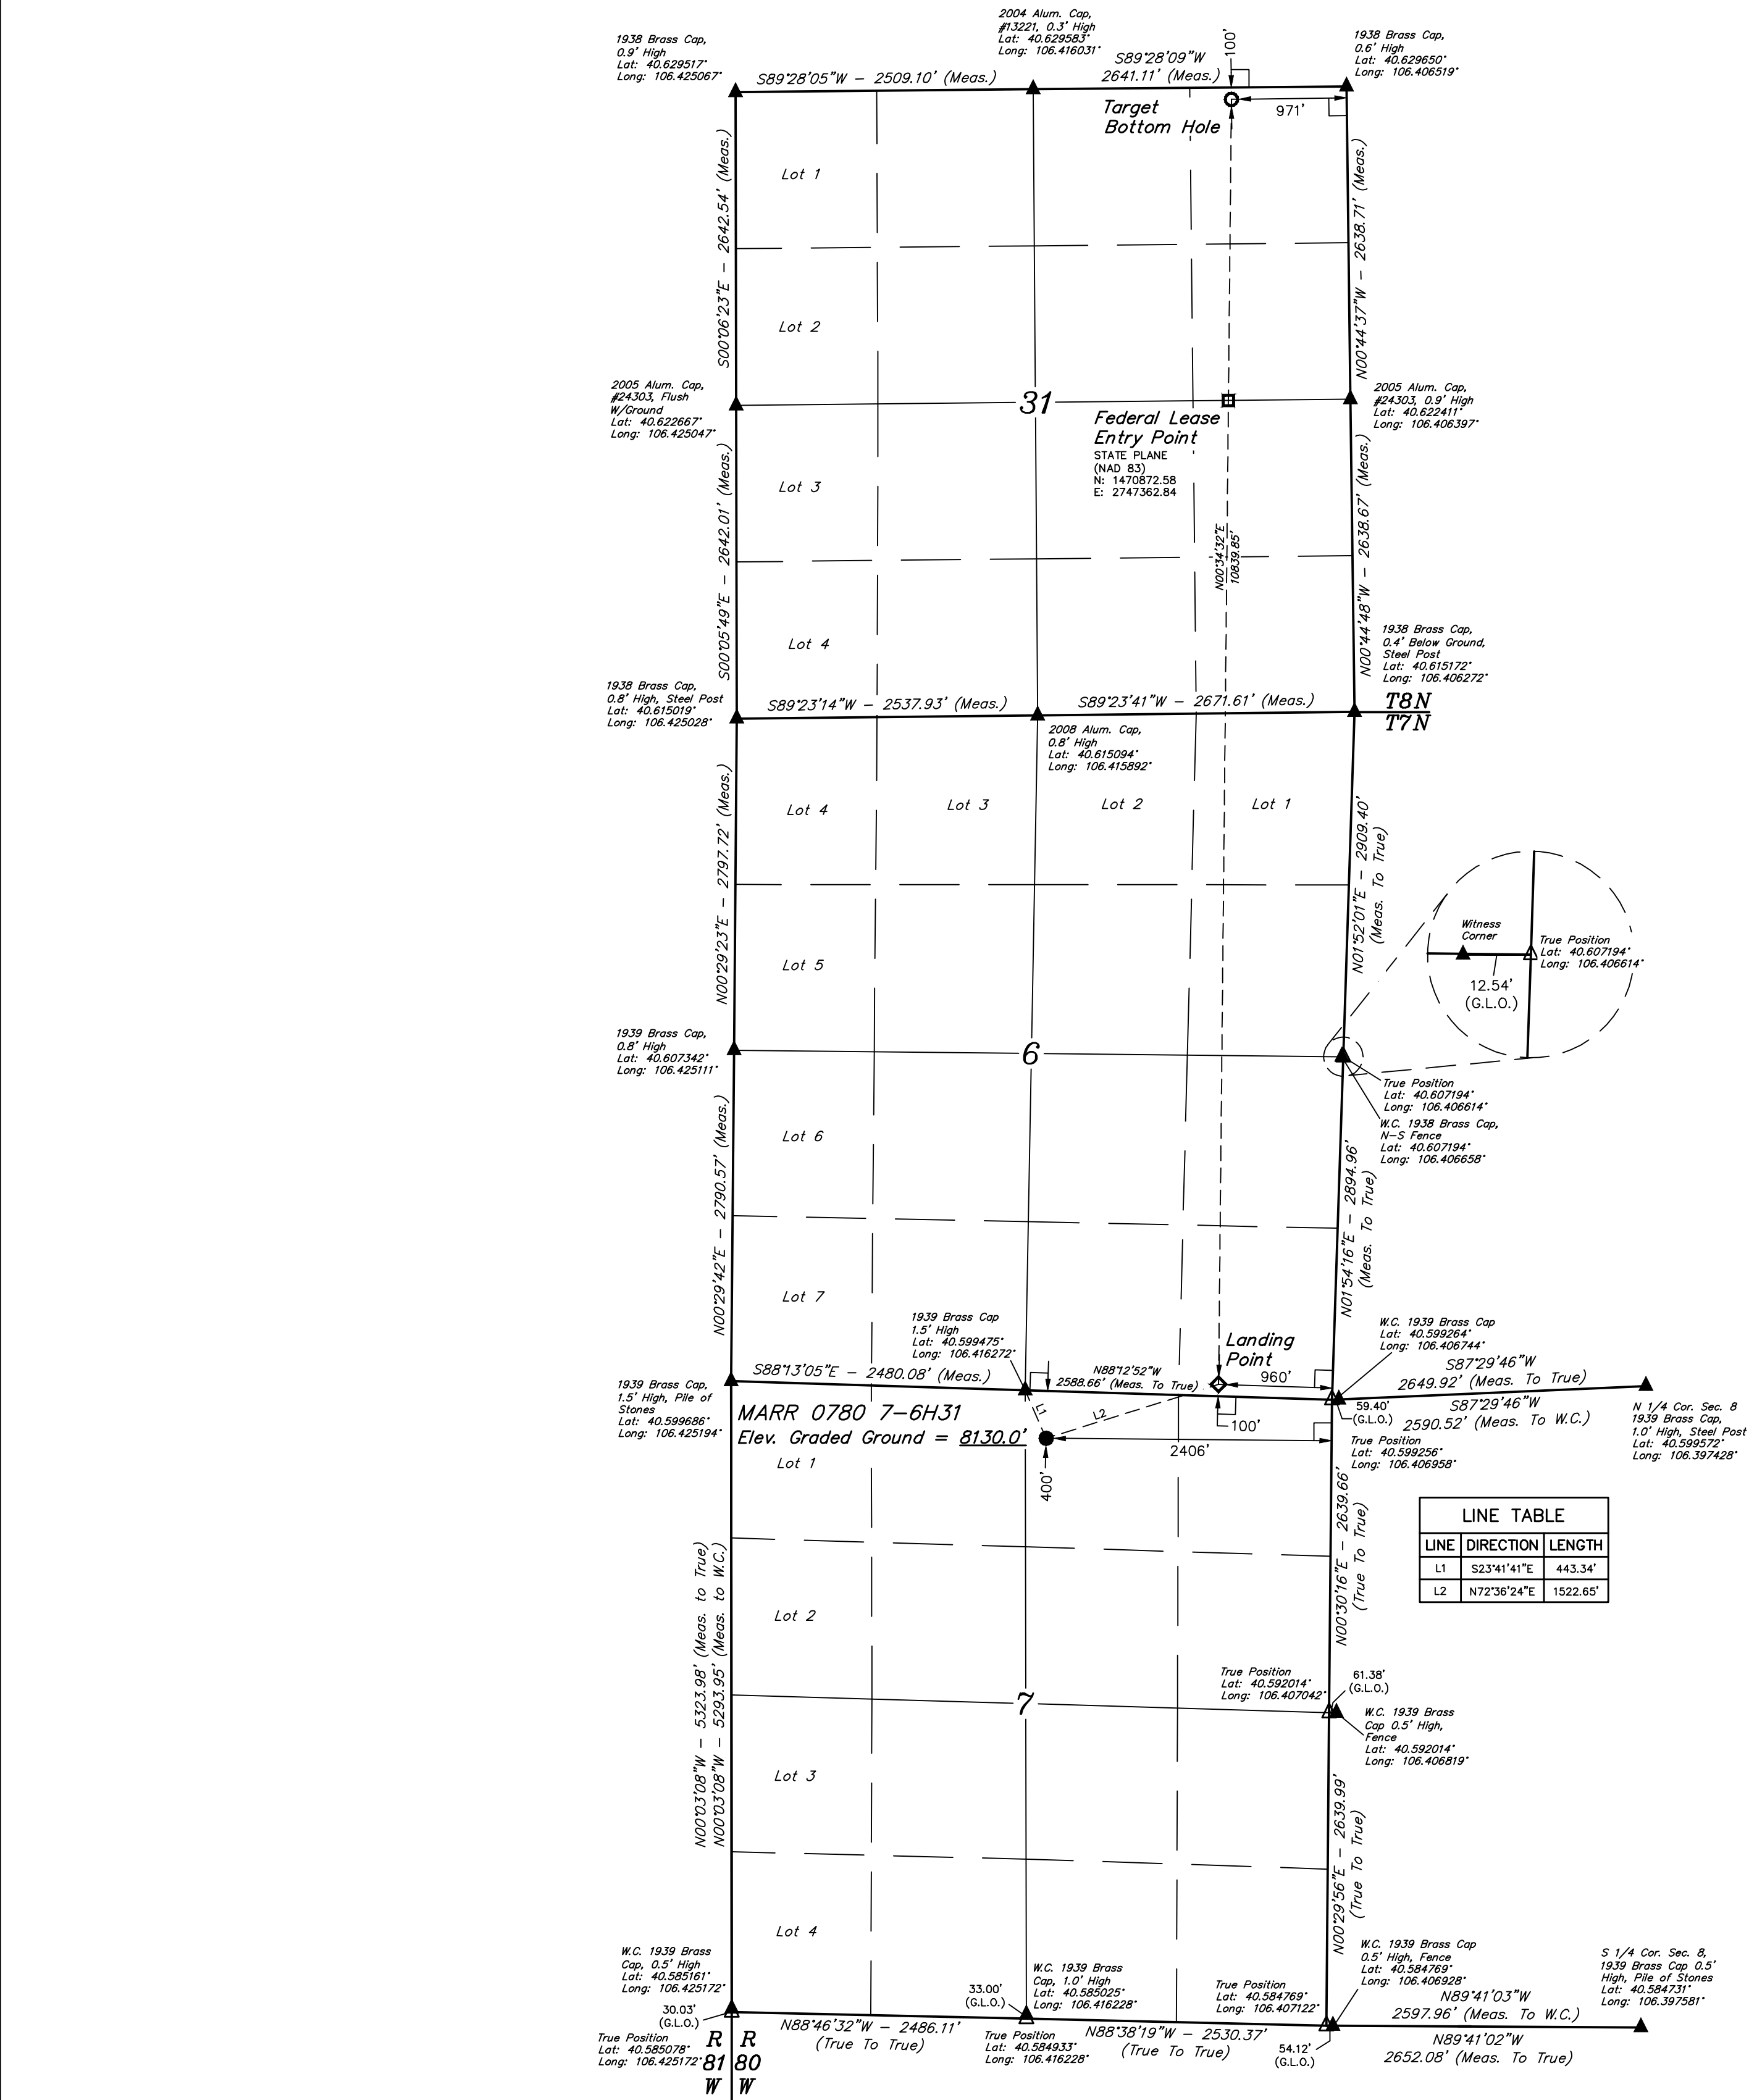 2004 Alum. Cap,
#13221, 0.3' High
Lat: 40.629583°
Long: 106.416031°
1938 Brass Cap,
0.9' High
Lat: 40.629517°
Long: 106.425067°
1938 Brass Cap,
0.6' High
Lat: 40.629650°
Long: 106.406519°
S89°28'05"W - 2509.10' (Meas.)
S89°28'09"W
2641.11' (Meas.)
100'
Target
Bottom Hole
971'
S00°06'23"E - 2642.54' (Meas.)
N00°44'37"W - 2638.71' (Meas.)
Lot 1
Lot 2
2005 Alum. Cap,
#24303, Flush
W/Ground
Lat: 40.622667°
Long: 106.425047°
31
2005 Alum. Cap,
#24303, 0.9' High
Lat: 40.622411°
Long: 106.406397°
Federal Lease
Entry Point
STATE PLANE
(NAD 83)
N: 1470872.58
E: 2747362.84
Lot 3
S00°05'49"E - 2642.01' (Meas.)
N00°34'32"E
10839.85'
N00°44'48"W - 2638.67' (Meas.)
Lot 4
1938 Brass Cap,
0.4' Below Ground,
Steel Post
Lat: 40.615172°
Long: 106.406272°
1938 Brass Cap,
0.8' High, Steel Post
Lat: 40.615019°
Long: 106.425028°
S89°23'14"W - 2537.93' (Meas.)
S89°23'41"W - 2671.61' (Meas.)
T8N
T7N
2008 Alum. Cap,
0.8' High
Lat: 40.615094°
Long: 106.415892°
Lot 4
Lot 3
Lot 2
Lot 1
N00°29'23"E - 2797.72' (Meas.)
N01°52'01"E - 2909.40'
(Meas. To True)
Lot 5
Witness
Corner
True Position
Lat: 40.607194°
Long: 106.406614°
12.54'
(G.L.O.)
1939 Brass Cap,
0.8' High
Lat: 40.607342°
Long: 106.425111°
6
True Position
Lat: 40.607194°
Long: 106.406614°
W.C. 1938 Brass Cap,
N-S Fence
Lat: 40.607194°
Long: 106.406658°
Lot 6
N00°29'42"E - 2790.57' (Meas.)
N01°54'16"E - 2894.96'
(Meas. To True)
Lot 7
1939 Brass Cap
1.5' High
Lat: 40.599475°
Long: 106.416272°
Landing
Point
W.C. 1939 Brass Cap
Lat: 40.599264°
Long: 106.406744°
S88°13'05"E - 2480.08' (Meas.)
N88°12'52"W
2588.66' (Meas. To True)
960'
S87°29'46"W
2649.92' (Meas. To True)
S87°29'46"W
2590.52' (Meas. To W.C.)
59.40'
(G.L.O.)
1939 Brass Cap,
1.5' High, Pile of
Stones
Lat: 40.599686°
Long: 106.425194°
N 1/4 Cor. Sec. 8
1939 Brass Cap,
1.0' High, Steel Post
Lat: 40.599572°
Long: 106.397428°
MARR 0780 7-6H31
Elev. Graded Ground = 8130.0'
L1
L2
100'
2406'
400'
True Position
Lat: 40.599256°
Long: 106.406958°
Lot 1
N00°30'16"E - 2639.66'
(True To True)
LINE TABLE
LINE DIRECTION LENGTH
L1 S23°41'41"E 443.34'
L2 N72°36'24"E 1522.65'
N00°03'08"W - 5323.98' (Meas. to True)
N00°03'08"W - 5293.95' (Meas. to W.C.)
Lot 2
True Position
Lat: 40.592014°
Long: 106.407042°
61.38'
(G.L.O.)
7
W.C. 1939 Brass
Cap 0.5' High,
Fence
Lat: 40.592014°
Long: 106.406819°
Lot 3
N00°29'56"E - 2639.99'
(True To True)
Lot 4
W.C. 1939 Brass
Cap, 0.5' High
Lat: 40.585161°
Long: 106.425172°
30.03'
(G.L.O.)
True Position
Lat: 40.585078°
Long: 106.425172°
R R
81 80
W W
N88°46'32"W - 2486.11'
(True To True)
33.00'
(G.L.O.)
W.C. 1939 Brass
Cap, 1.0' High
Lat: 40.585025°
Long: 106.416228°
True Position
Lat: 40.584933°
Long: 106.416228°
N88°38'19"W - 2530.37'
(True To True)
True Position
Lat: 40.584769°
Long: 106.407122°
54.12'
(G.L.O.)
W.C. 1939 Brass Cap
0.5' High, Fence
Lat: 40.584769°
Long: 106.406928°
N89°41'03"W
2597.96' (Meas. To W.C.)
N89°41'02"W
2652.08' (Meas. To True)
S 1/4 Cor. Sec. 8,
1939 Brass Cap 0.5'
High, Pile of Stones
Lat: 40.584731°
Long: 106.397581°